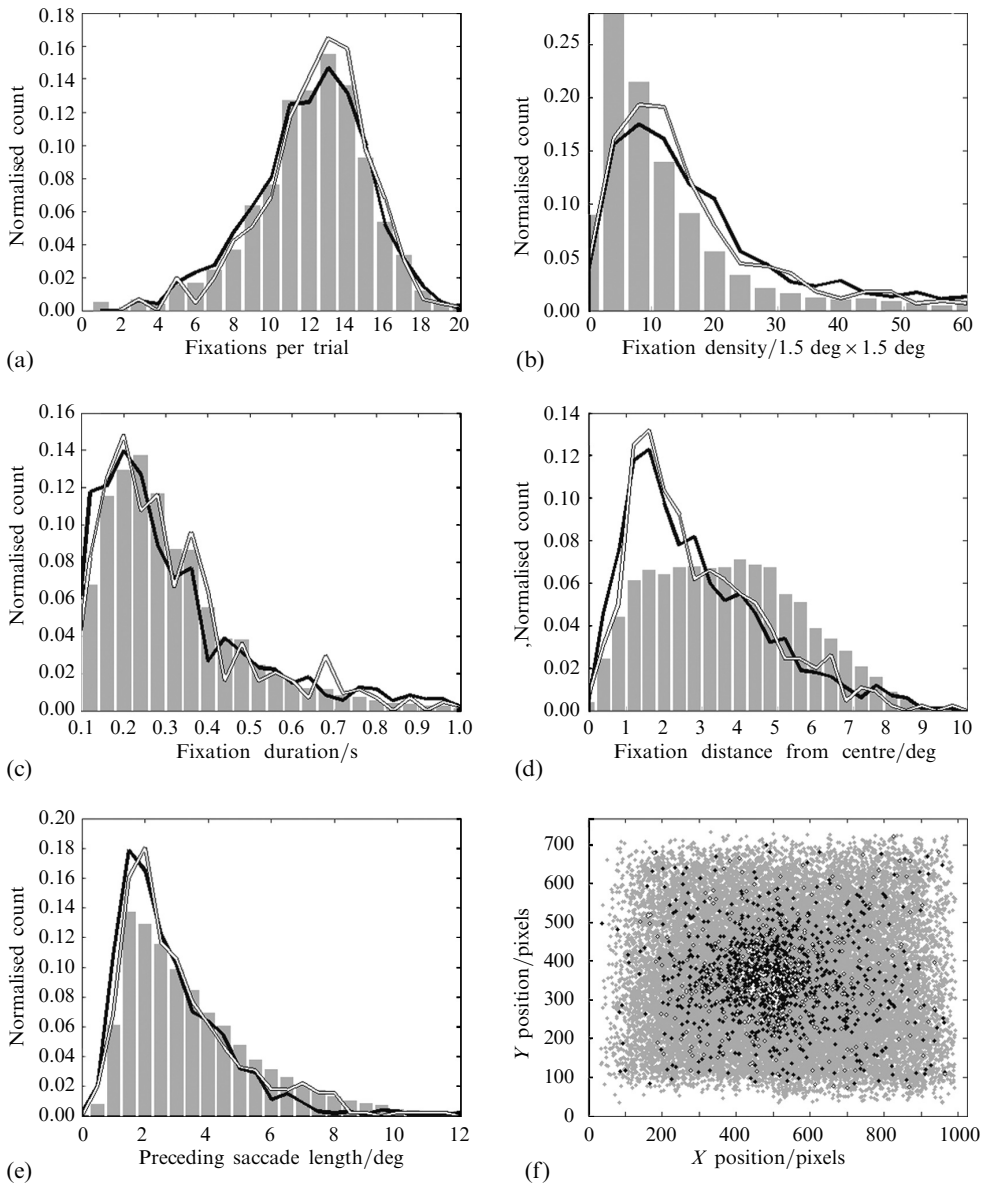 0.18
0.16
0.14
0.12
0.10
0.08
0.06
0.04
0.02
0.00
Normalised count
0 2 4 6 8 10 12 14 16 18 20
Fixations per trial
(a)
0.25
0.20
0.15
0.10
0.05
0.00
Normalised count
0 10 20 30 40 50 60
Fixation density/1.5 deg × 1.5 deg
(b)
0.16
0.14
0.12
0.10
0.08
0.06
0.04
0.02
0.00
Normalised count
0.1 0.2 0.3 0.4 0.5 0.6 0.7 0.8 0.9 1.0
Fixation duration/s
(c)
0.14
0.12
0.10
0.08
0.06
0.04
0.02
0.00
‚Normalised count
0 1 2 3 4 5 6 7 8 9 10
Fixation distance from centre/deg
(d)
0.20
0.18
0.16
0.14
0.12
0.10
0.08
0.06
0.04
0.02
0.00
Normalised count
0 2 4 6 8 10 12
Preceding saccade length/deg
(e)
700
600
500
400
300
200
100
0
Y position/pixels
0 200 400 600 800 1000
X position/pixels
(f)